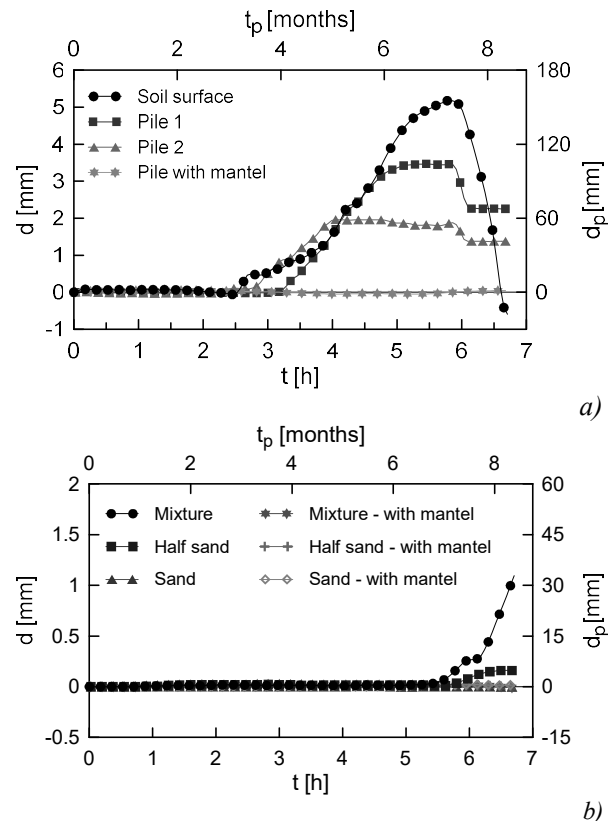 t_p [months]
0 2 4 6 8
6 180
Soil surface
5 Pile 1 150
4 Pile 2 120
Pile with mantel
3 90
d [mm] d_p [mm]
2 60
1 30
0 0
-1
0 1 2 3 4 5 6 7
t [h]
a)
t_p [months]
0 2 4 6 8
2 60
Mixture Mixture - with mantel
1.5 45
Half sand Half sand - with mantel
Sand Sand - with mantel
1 30
d [mm] d_p [mm]
0.5 15
0 0
-0.5 -15
0 1 2 3 4 5 6 7
t [h]
b)